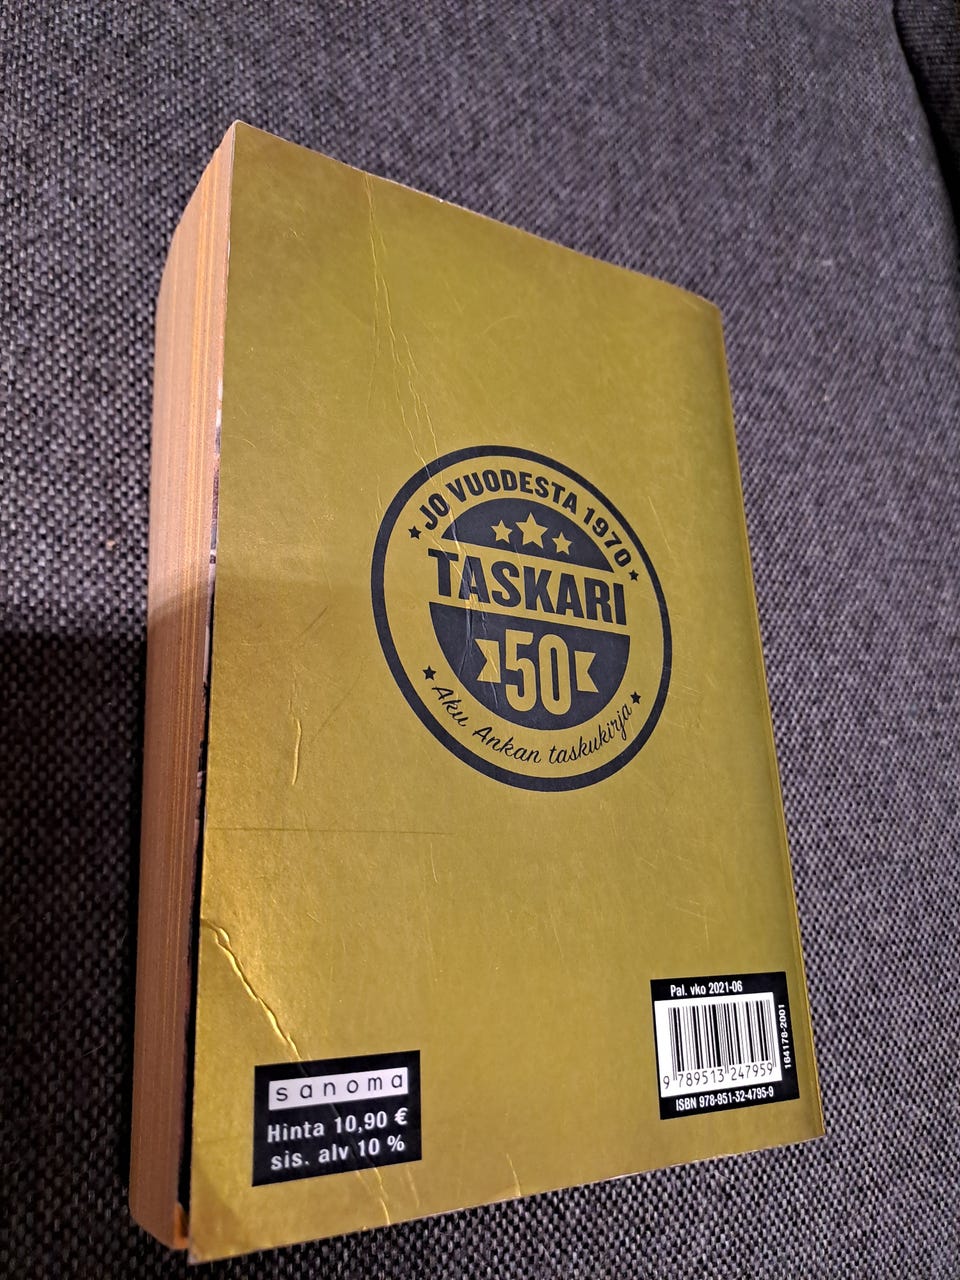 JO VUODESTA 1970
TASKARI
50
Aku Ankan taskukirja
Pal. vko 2021-06
9 789513 247959
164178-2001
ISBN 978-951-32-4795-9
sanoma
Hinta 10,90 €
sis. alv 10 %